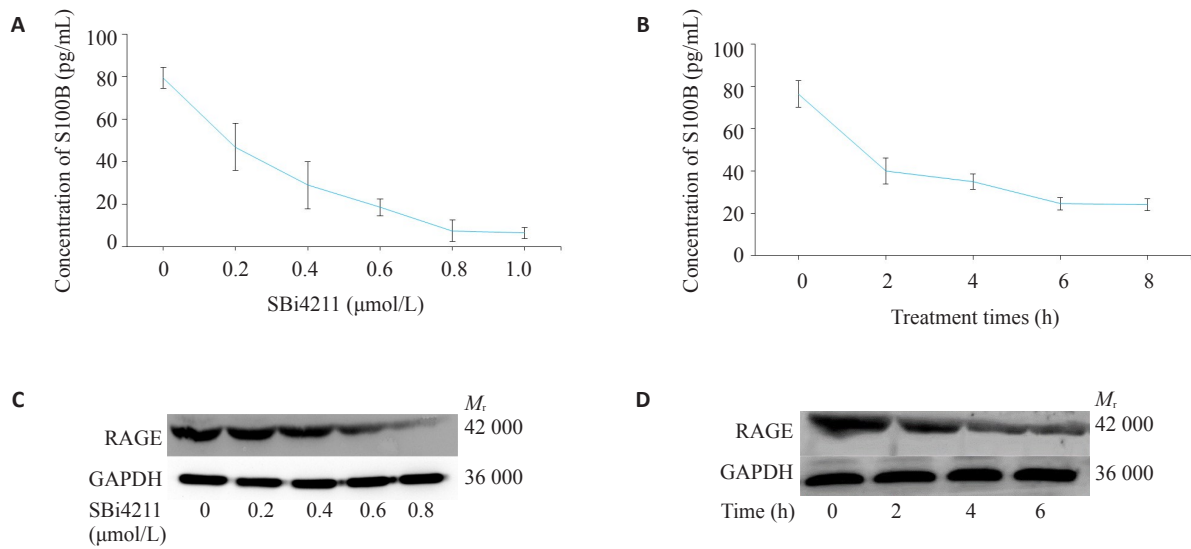 A
Concentration of S100B (pg/mL)
100
80
60
40
20
0
0 0.2 0.4 0.6 0.8 1.0
SBi4211 (μmol/L)
B
Concentration of S100B (pg/mL)
100
80
60
40
20
0
0 2 4 6 8
Treatment times (h)
C
Mr
RAGE 42 000
GAPDH 36 000
SBi4211 0 0.2 0.4 0.6 0.8
(μmol/L)
D
Mr
RAGE 42 000
GAPDH 36 000
Time (h) 0 2 4 6